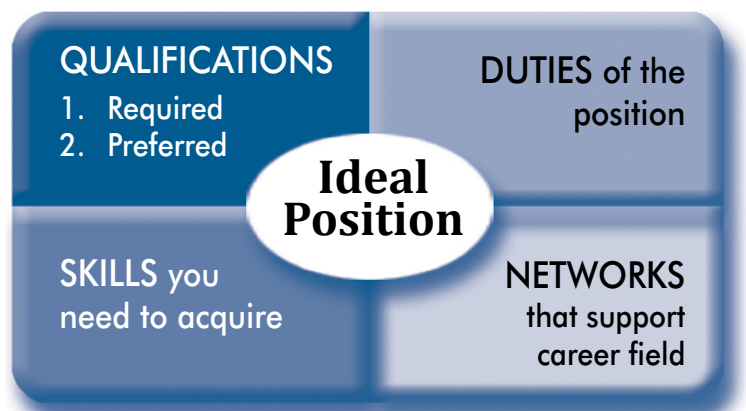 QUALIFICATIONS
1. Required
2. Preferred
DUTIES of the
position
Ideal
Position
SKILLS you
need to acquire
NETWORKS
that support
career field